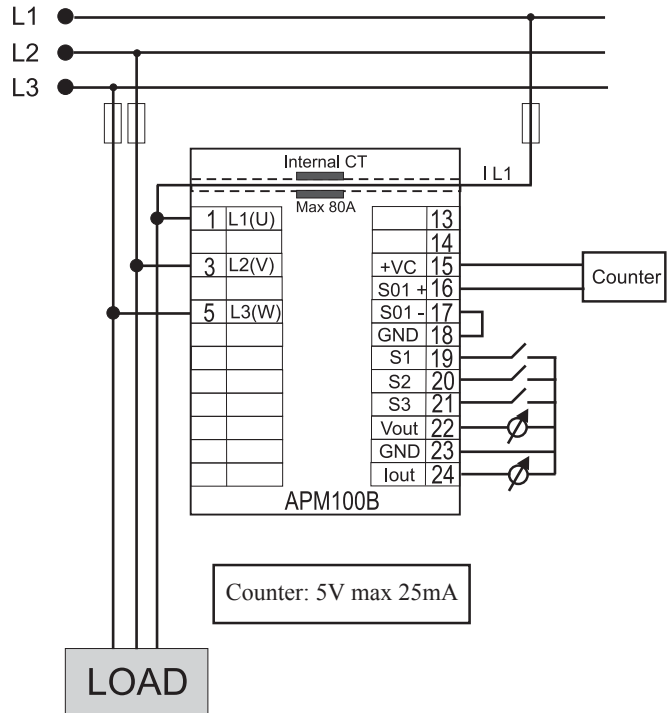 L1
L2
L3
Internal CT
I L1
Max 80A
1 L1(U)
3 L2(V)
5 L3(W)
13
14
+VC 15
S01 + 16
S01 - 17
GND 18
S1 19
S2 20
S3 21
Vout 22
GND 23
Iout 24
Counter
APM100B
Counter: 5V max 25mA
LOAD